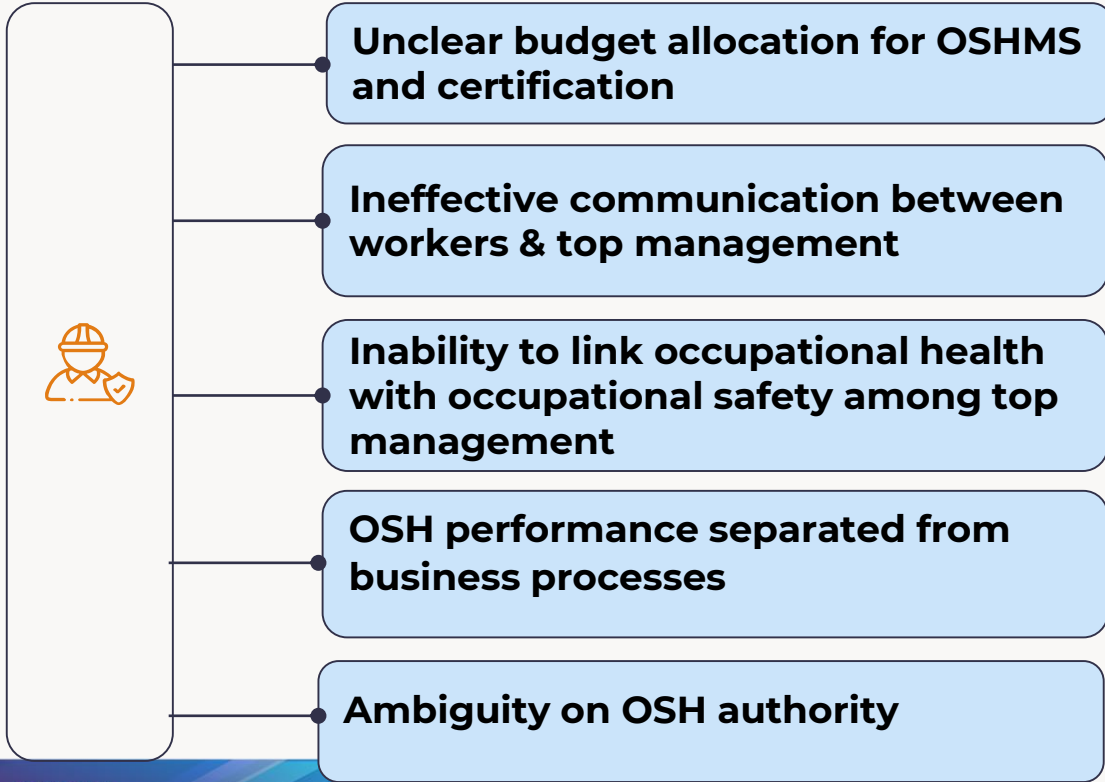 Unclear budget allocation for OSHMS
and certification
Ineffective communication between
workers & top management
Inability to link occupational health
with occupational safety among top
management
OSH performance separated from
business processes
Ambiguity on OSH authority